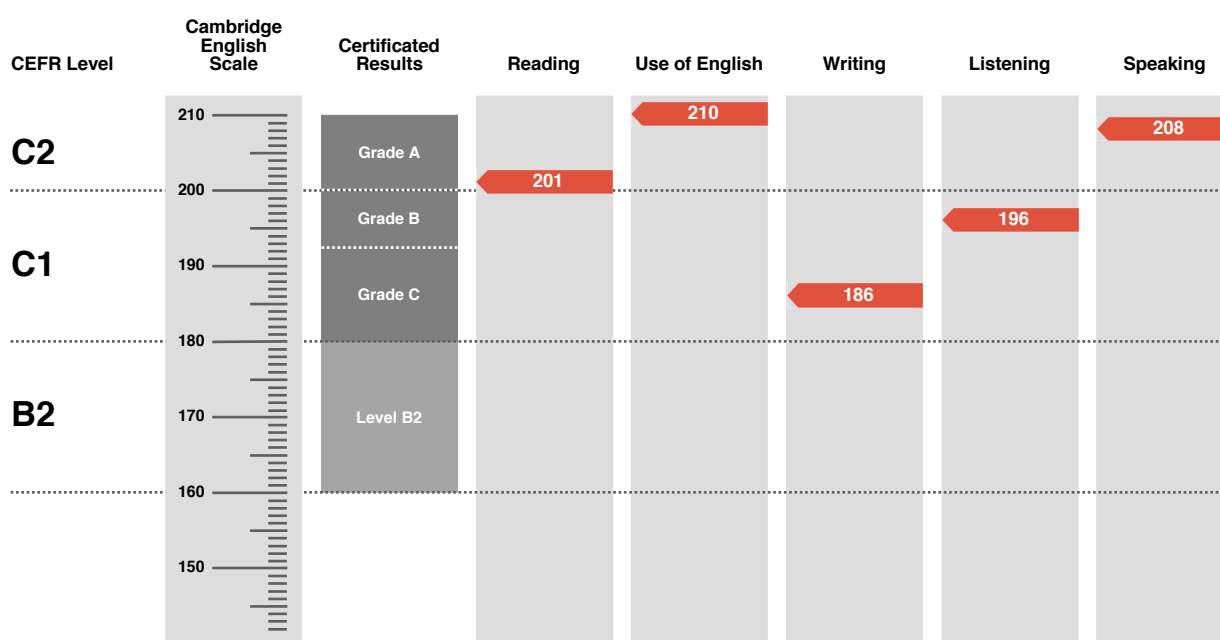 CEFR Level
Cambridge
English
Scale
Certificated
Results
Reading
Use of English
Writing
Listening
Speaking
C2
C1
B2
210
200
190
180
170
160
150
Grade A
Grade B
Grade C
Level B2
201
210
186
196
208